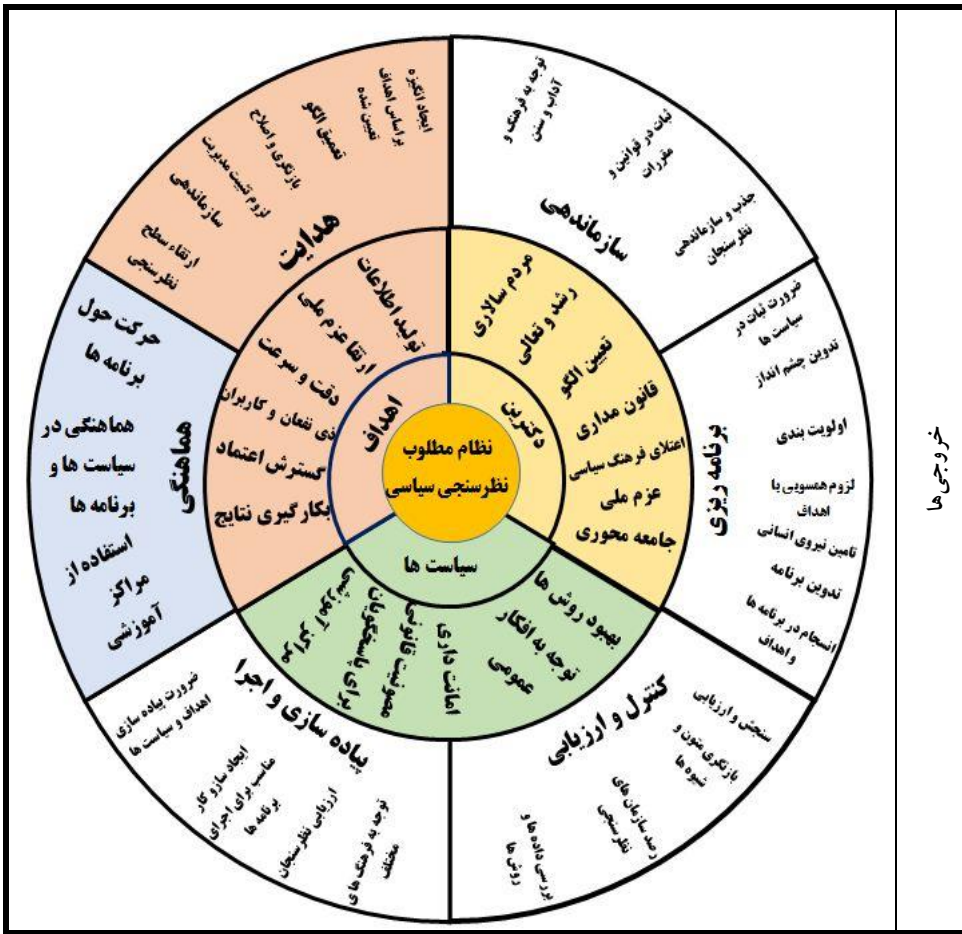 نظام مطلوب
نظرسنجی سیاسی
دکترین
مردم سالاری
رشد و تعالی
تعیین الگو
قانون مداری
اعتلای فرهنگ سیاسی
عزم ملی
جامعه محوری
اهداف
تولید اطلاعات
ارتقا عزم ملی
دقت و سرعت
ذی نفعان و کاربران
گسترش اعتماد
بکارگیری نتایج
سیاست ها
بهبود روش ها
توجه به افکار
عمومی
امانت داری
مصونیت قانونی
برای پاسخگویان
مراکز آموزشی
سازماندهی
توجه به فرهنگ و
آداب و سنن
ثبات در قوانین و
مقررات
جذب و سازماندهی
نظرسنجان
برنامه ریزی
ضرورت ثبات در
سیاست ها
تدوین چشم انداز
اولویت بندی
لزوم همسویی با
اهداف
تامین نیروی انسانی
تدوین برنامه
انسجام در برنامه ها
و اهداف
کنترل و ارزیابی
سنجش و ارزیابی
بازنگری متون و
شیوه ها
رصد سازمان های
نظرسنجی
بررسی داده ها و
روش ها
پیاده سازی و اجرا
توجه به فرهنگ های
مختلف
ارزیابی نظرسنجان
ایجاد سازو کار
مناسب برای اجرای
برنامه ها
ضرورت پیاده سازی
اهداف و سیاست ها
هماهنگی
حرکت حول
برنامه ها
هماهنگی در
سیاست ها و
برنامه ها
استفاده از
مراکز
آموزشی
هدایت
ایجاد انگیزه
براساس اهداف
تعیین شده
تعمیق الگو
بازنگری و اصلاح
لزوم تثبیت مدیریت
سازماندهی
ارتقاء سطح
نظرسنجی
خروجی‌ها